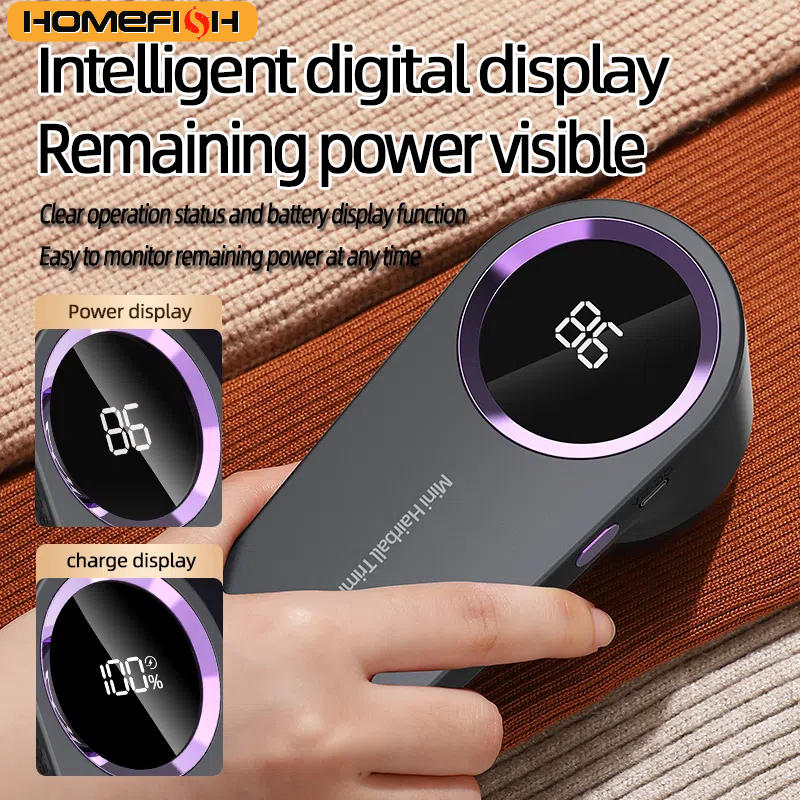 HOMEFISH
Intelligent digital display
Remaining power visible
Clear operation status and battery display function
Easy to monitor remaining power at any time
Power display
86
86
Mini Hairball Trim
charge display
100%